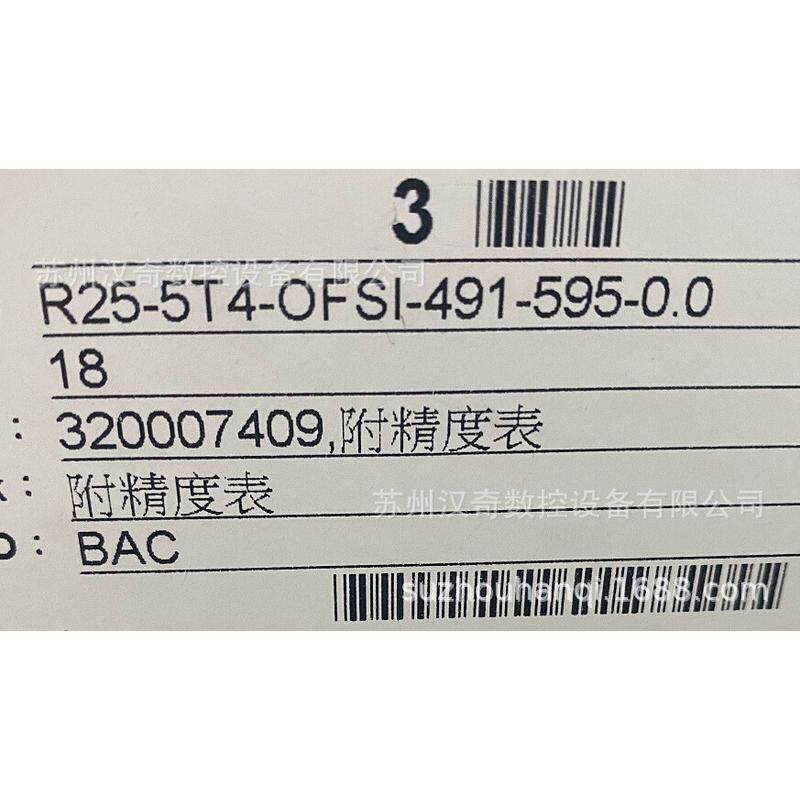 3
苏州汉奇数控设备有限公司
R25-5T4-OFSI-491-595-0.0
18
: 320007409,附精度表
: 附精度表
: BAC
苏州汉奇数控设备有限公司
suzhouhanqi.1688.com